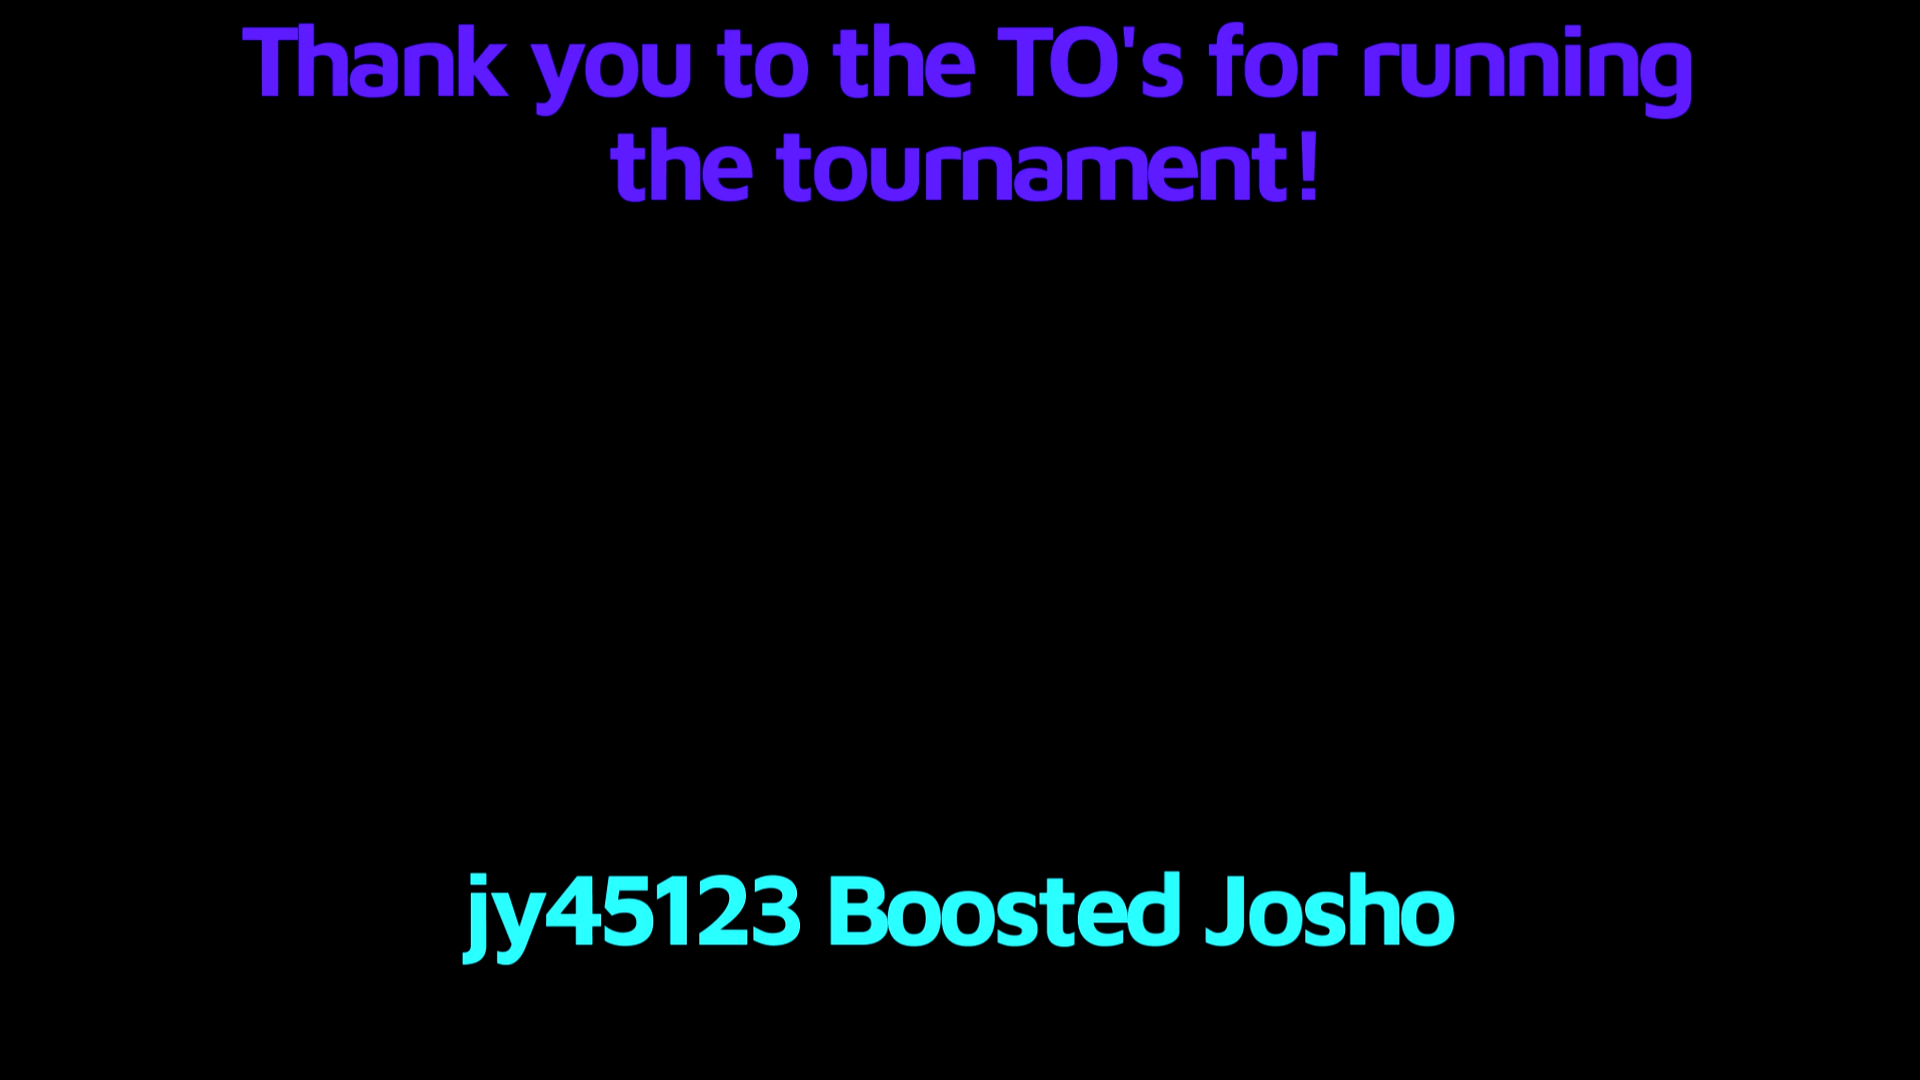 Thank you to the TO's for running
the tournament!
jy45123 Boosted Josho